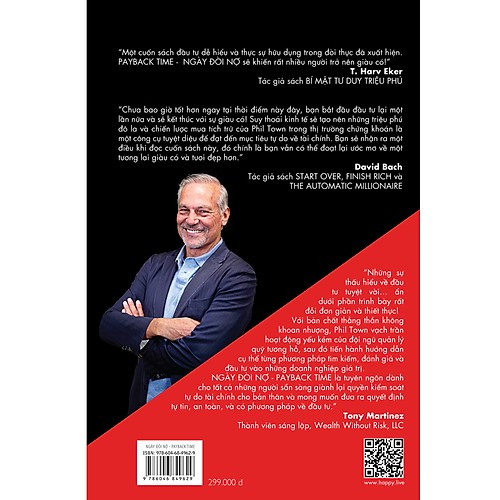 "Một cuốn sách đầu tư dễ hiểu và thực sự hữu dụng trong đời thực đã xuất hiện.
PAYBACK TIME - NGÀY ĐÒI NỢ sẽ khiến rất nhiều người trở nên giàu có!"
T. Harv Eker
Tác giả sách BÍ MẬT TƯ DUY TRIỆU PHÚ
"Chưa bao giờ tốt hơn ngay tại thời điểm này đây, bạn bắt đầu đầu tư lại một
lần nữa và sẽ kết thúc với sự giàu có! Suy thoái kinh tế sẽ tạo nên những triệu phú
đô la và chiến lược mua tích trữ của Phil Town trong thị trường chứng khoán là
một công cụ tuyệt diệu để đạt đến mục tiêu tự do về tài chính. Bạn sẽ nhận ra một
điều khi đọc cuốn sách này, đó chính là bạn vẫn có thể đoạt lại ước mơ về một
tương lai giàu có và tươi đẹp hơn."
David Bach
Tác giả sách START OVER, FINISH RICH và
THE AUTOMATIC MILLIONAIRE
"Những sự
thấu hiểu về đầu
tư tuyệt vời... ẩn
dưới phần trình bày rất
đỗi đơn giản và thiết thực!
Với bản chất thẳng thắn không
khoan nhượng, Phil Town vạch trần
hoạt động yếu kém của đội ngũ quản lý
quỹ tương hỗ, sau đó tiến hành hướng dẫn
cụ thể từng phương pháp tìm kiếm, đánh giá và
đầu tư vào những doanh nghiệp giá trị.
NGÀY ĐÒI NỢ - PAYBACK TIME là tuyên ngôn dành
cho tất cả những người sẵn sàng giành lại quyền kiểm soát
tự do tài chính cho bản thân và mong muốn đưa ra quyết định
tự tin, an toàn, và có phương pháp về đầu tư."
Tony Martinez
Thành viên sáng lập, Wealth Without Risk, LLC
NGÀY ĐÒI NỢ - PAYBACK TIME
ISBN: 978-604-68-4962-9
9 786046 849629
299.000 đ
www.happy.live